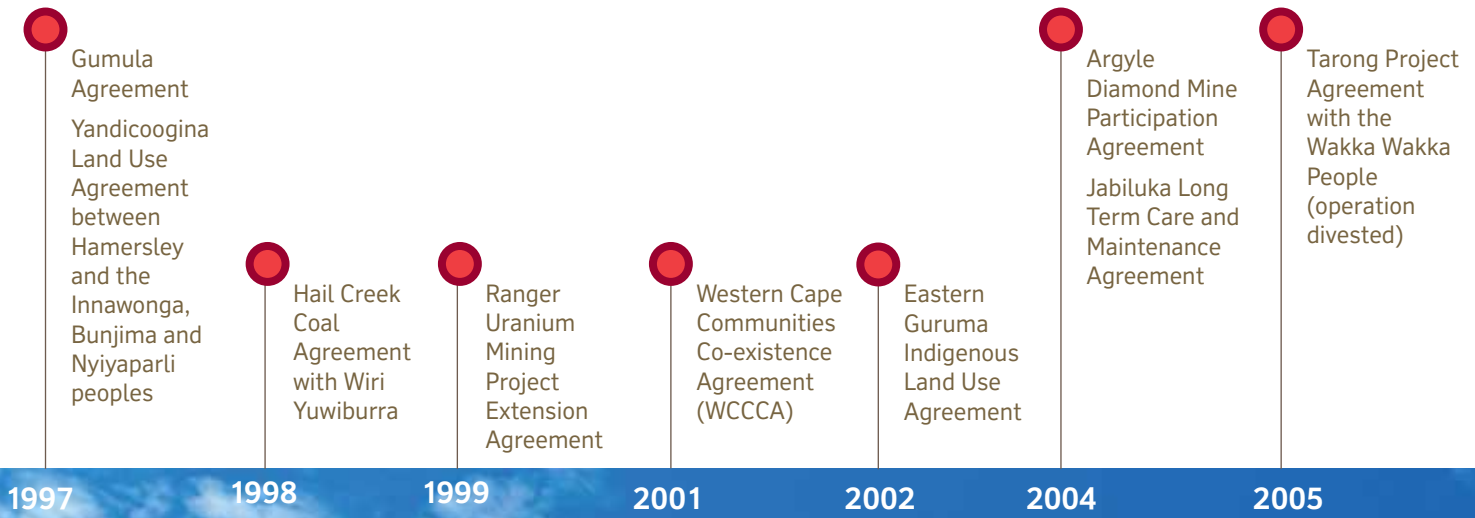 Gumula
Agreement
Yandicoogina
Land Use
Agreement
between
Hamersley
and the
Innawonga,
Bunjima and
Nyiyaparli
peoples
Hail Creek
Coal
Agreement
with Wiri
Yuwiburra
Ranger
Uranium
Mining
Project
Extension
Agreement
Western Cape
Communities
Co-existence
Agreement
(WCCCA)
Eastern
Guruma
Indigenous
Land Use
Agreement
Argyle
Diamond Mine
Participation
Agreement
Jabiluka Long
Term Care and
Maintenance
Agreement
Tarong Project
Agreement
with the
Wakka Wakka
People
(operation
divested)
1997
1998
1999
2001
2002
2004
2005